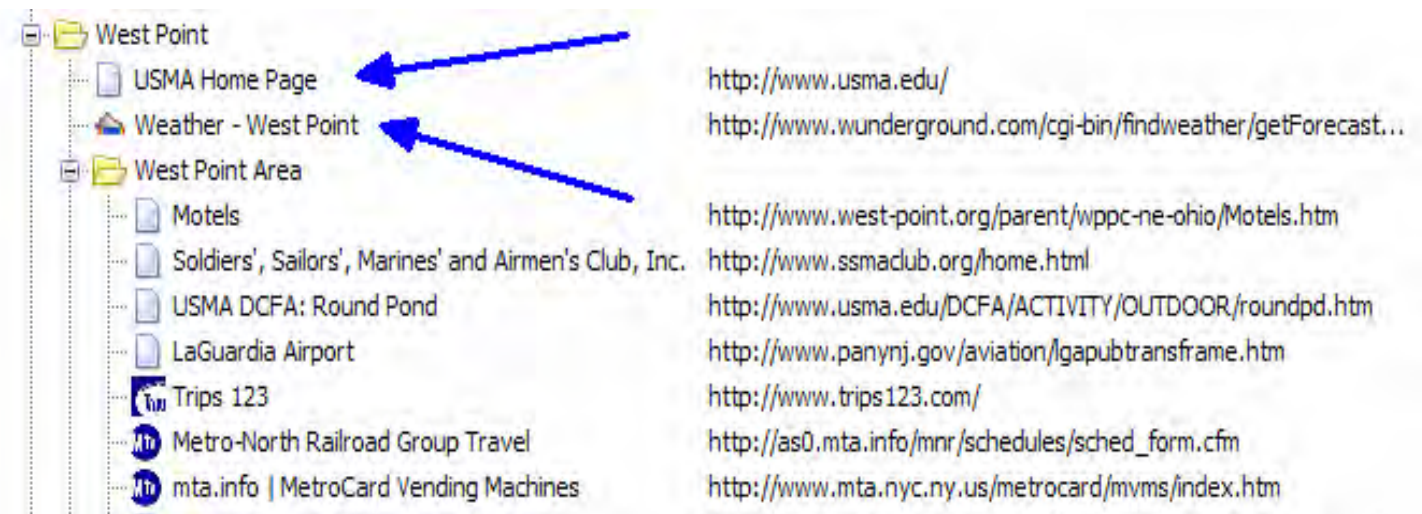 West Point
USMA Home Page http://www.usma.edu/
Weather - West Point http://www.wunderground.com/cgi-bin/findweather/getForecast...
West Point Area
Motels http://www.west-point.org/parent/wppc-ne-ohio/Motels.htm
Soldiers', Sailors', Marines' and Airmen's Club, Inc. http://www.ssmaclub.org/home.html
USMA DCFA: Round Pond http://www.usma.edu/DCFA/ACTIVITY/OUTDOOR/roundpd.htm
LaGuardia Airport http://www.panynj.gov/aviation/lgapubtransframe.htm
Trips 123 http://www.trips123.com/
Metro-North Railroad Group Travel http://as0.mta.info/mnr/schedules/sched_form.cfm
mta.info | MetroCard Vending Machines http://www.mta.nyc.ny.us/metrocard/mvms/index.htm